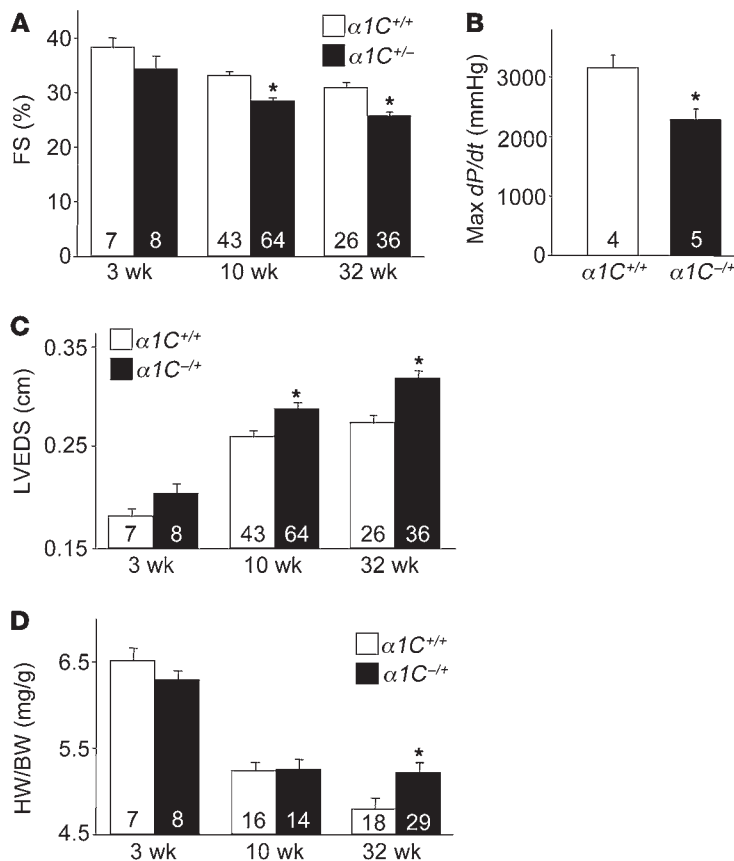 A
α1C+/+
α1C+/–
FS (%)
40
30
20
10
0
*
*
7 8 43 64 26 36
3 wk 10 wk 32 wk
B
Max dP/dt (mmHg)
3000
2000
1000
0
*
4 5
α1C+/+ α1C–/+
C
α1C+/+
α1C–/+
LVEDS (cm)
0.35
0.25
0.15
*
*
7 8 43 64 26 36
3 wk 10 wk 32 wk
D
α1C+/+
α1C–/+
HW/BW (mg/g)
6.5
5.5
4.5
*
7 8 16 14 18 29
3 wk 10 wk 32 wk